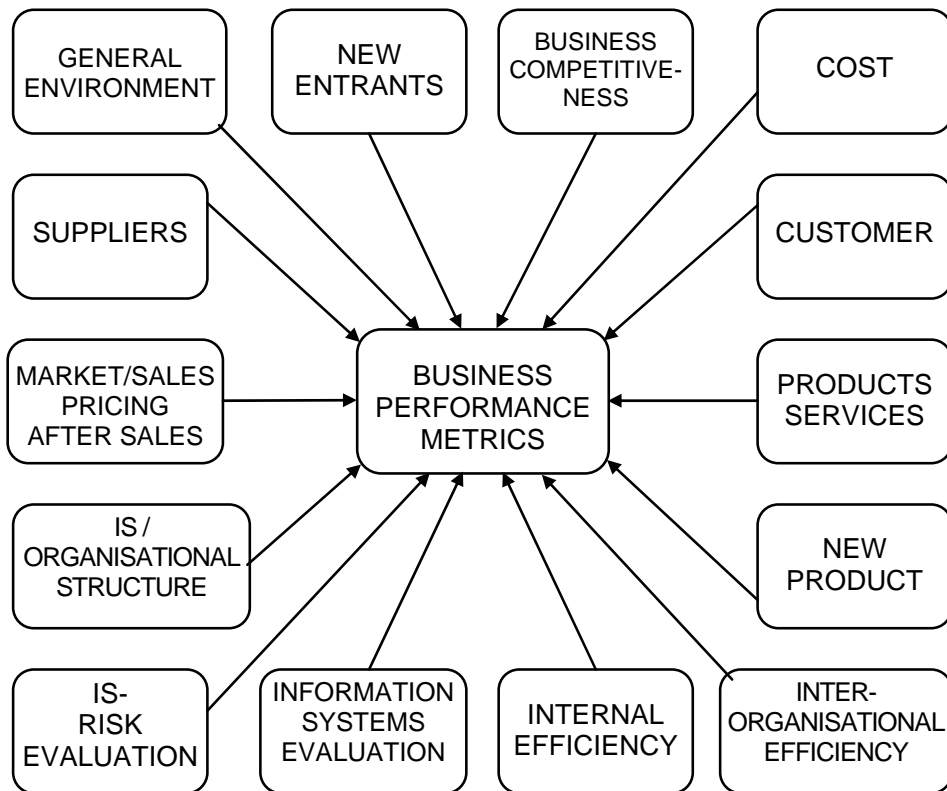 GENERAL
ENVIRONMENT
NEW
ENTRANTS
BUSINESS
COMPETITIVE-
NESS
COST
SUPPLIERS
CUSTOMER
MARKET/SALES
PRICING
AFTER SALES
BUSINESS
PERFORMANCE
METRICS
PRODUCTS
SERVICES
IS /
ORGANISATIONAL
STRUCTURE
NEW
PRODUCT
IS-
RISK
EVALUATION
INFORMATION
SYSTEMS
EVALUATION
INTERNAL
EFFICIENCY
INTER-
ORGANISATIONAL
EFFICIENCY